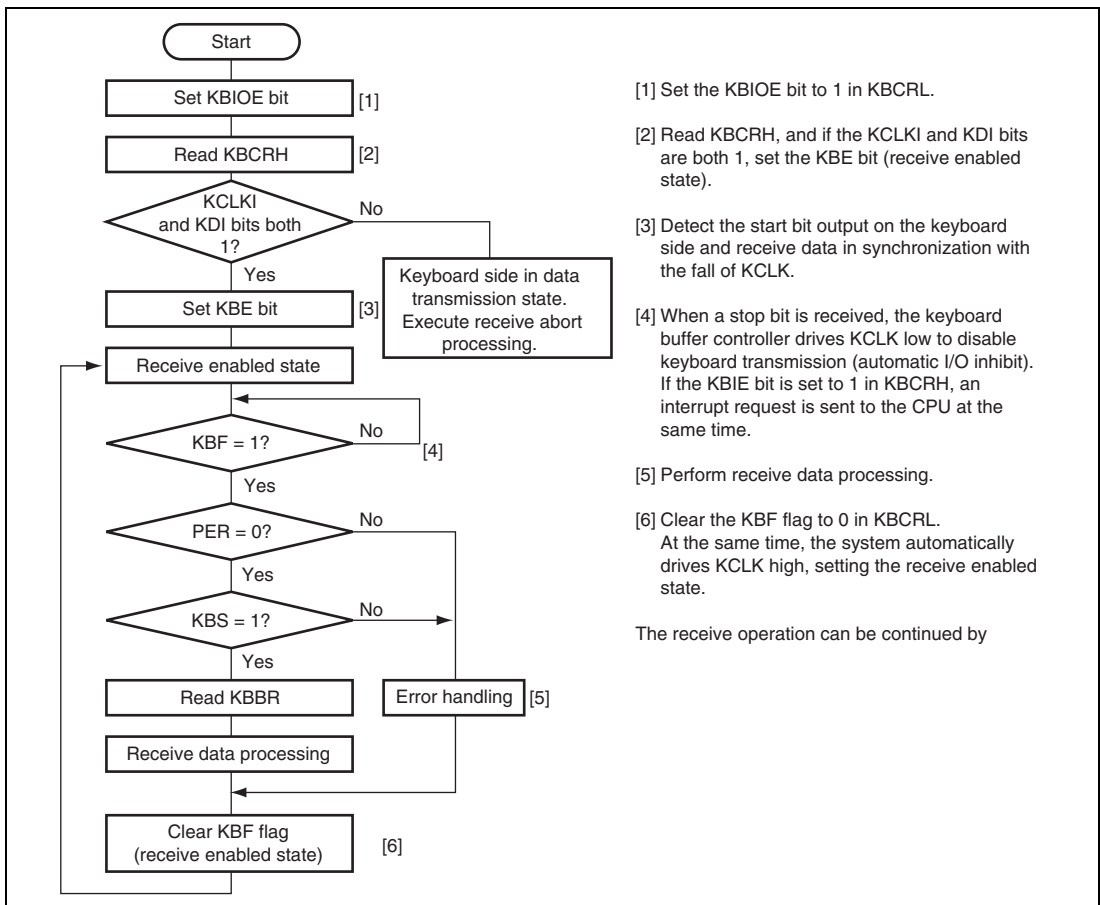 Start
Set KBIOE bit
[1]
Read KBCRH
[2]
KCLKI
and KDI bits both
1?
No
Yes
Keyboard side in data
transmission state.
Execute receive abort
processing.
Set KBE bit
[3]
Receive enabled state
KBF = 1?
No
[4]
Yes
PER = 0?
No
Yes
KBS = 1?
No
Yes
Read KBBR
Error handling
[5]
Receive data processing
Clear KBF flag
(receive enabled state)
[6]
[1] Set the KBIOE bit to 1 in KBCRL.
[2] Read KBCRH, and if the KCLKI and KDI bits
are both 1, set the KBE bit (receive enabled
state).
[3] Detect the start bit output on the keyboard
side and receive data in synchronization with
the fall of KCLK.
[4] When a stop bit is received, the keyboard
buffer controller drives KCLK low to disable
keyboard transmission (automatic I/O inhibit).
If the KBIE bit is set to 1 in KBCRH, an
interrupt request is sent to the CPU at the
same time.
[5] Perform receive data processing.
[6] Clear the KBF flag to 0 in KBCRL.
At the same time, the system automatically
drives KCLK high, setting the receive enabled
state.
The receive operation can be continued by